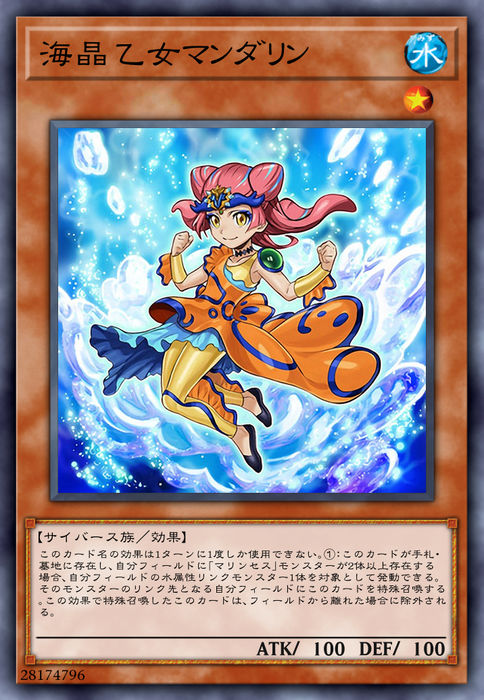 海晶乙女マンダリン
みず
水
【サイバース族／効果】
このカード名の効果は1ターンに1度しか使用できない。①：このカードが手札・
墓地に存在し、自分フィールドに「マリンセス」モンスターが2体以上存在する
場合、自分フィールドの水属性リンクモンスター1体を対象として発動できる。
そのモンスターのリンク先となる自分フィールドにこのカードを特殊召喚する
。この効果で特殊召喚したこのカードは、フィールドから離れた場合に除外され
る。
ATK/ 100 DEF/ 100
28174796